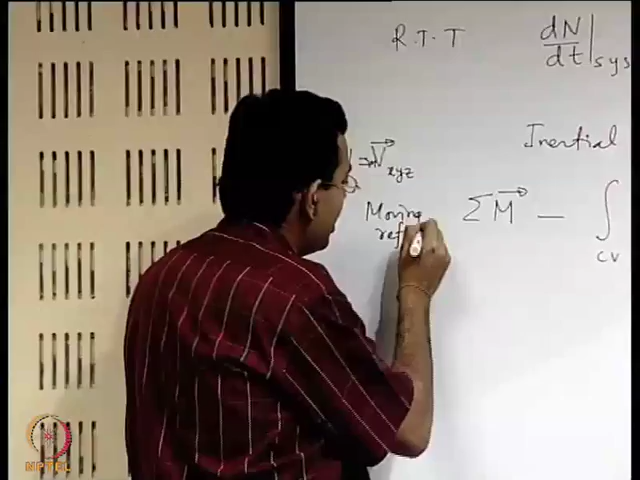 R.T.T dN/dt|sys
Inertial
⇒V⃗xyz
Moving ΣM⃗ — ∫
ref CV
NPTEL